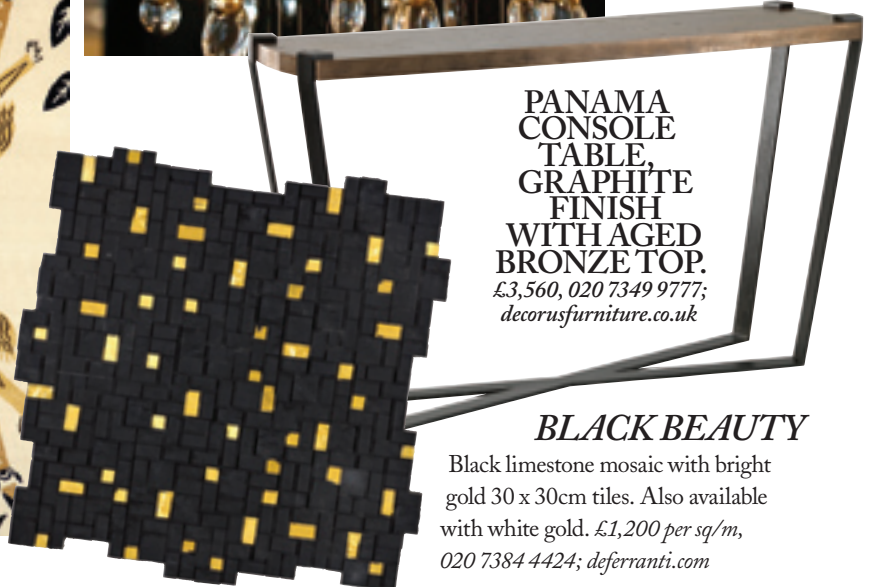 PANAMA
CONSOLE
TABLE,
GRAPHITE
FINISH
WITH AGED
BRONZE TOP.
£3,560, 020 7349 9777;
decorusfurniture.co.uk
BLACK BEAUTY
Black limestone mosaic with bright
gold 30 x 30cm tiles. Also available
with white gold. £1,200 per sq/m,
020 7384 4424; deferranti.com